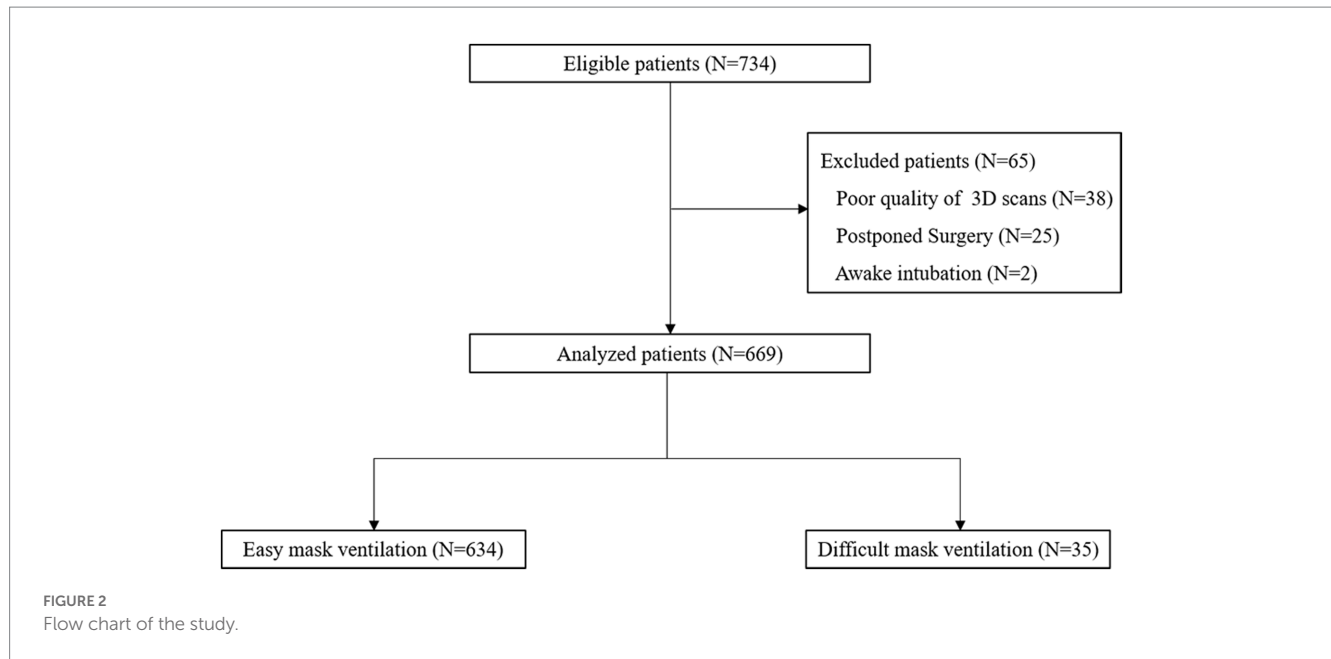 Eligible patients (N=734)
Excluded patients (N=65)
Poor quality of 3D scans (N=38)
Postponed Surgery (N=25)
Awake intubation (N=2)
Analyzed patients (N=669)
Easy mask ventilation (N=634)
Difficult mask ventilation (N=35)
FIGURE 2
Flow chart of the study.